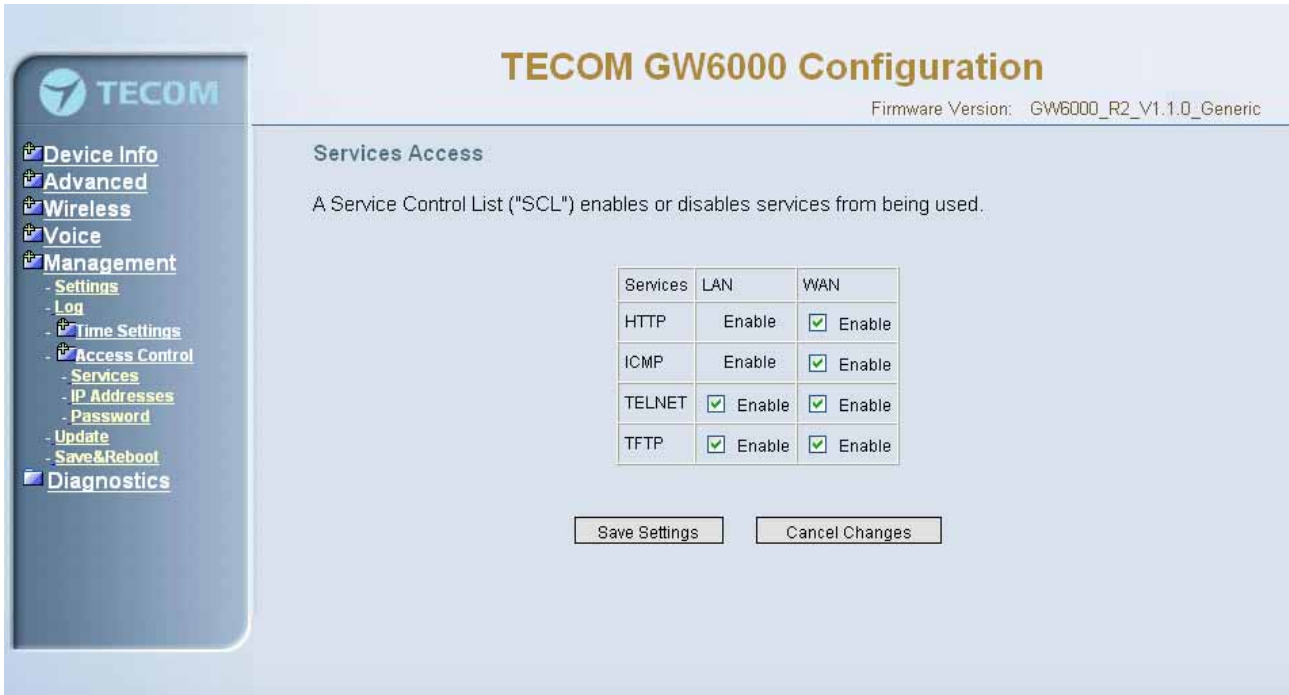 TECOM
TECOM GW6000 Configuration
Firmware Version: GW6000_R2_V1.1.0_Generic
Device Info
Advanced
Wireless
Voice
Management
- Settings
- Log
- Time Settings
- Access Control
- Services
- IP Addresses
- Password
- Update
- Save&Reboot
Diagnostics
Services Access
A Service Control List ("SCL") enables or disables services from being used.
Services LAN WAN
HTTP Enable Enable
ICMP Enable Enable
TELNET Enable Enable
TFTP Enable Enable
Save Settings Cancel Changes